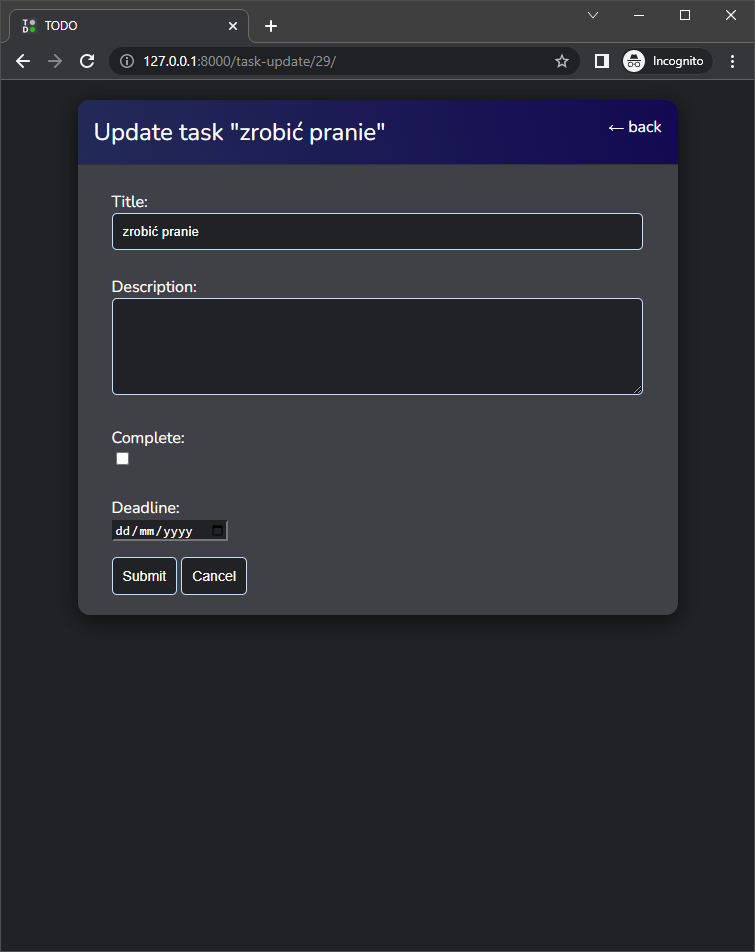 TODO
127.0.0.1:8000/task-update/29/
Incognito
Update task "zrobić pranie"
← back
Title:
zrobić pranie
Description:
Complete:
Deadline:
dd/mm/yyyy
Submit
Cancel